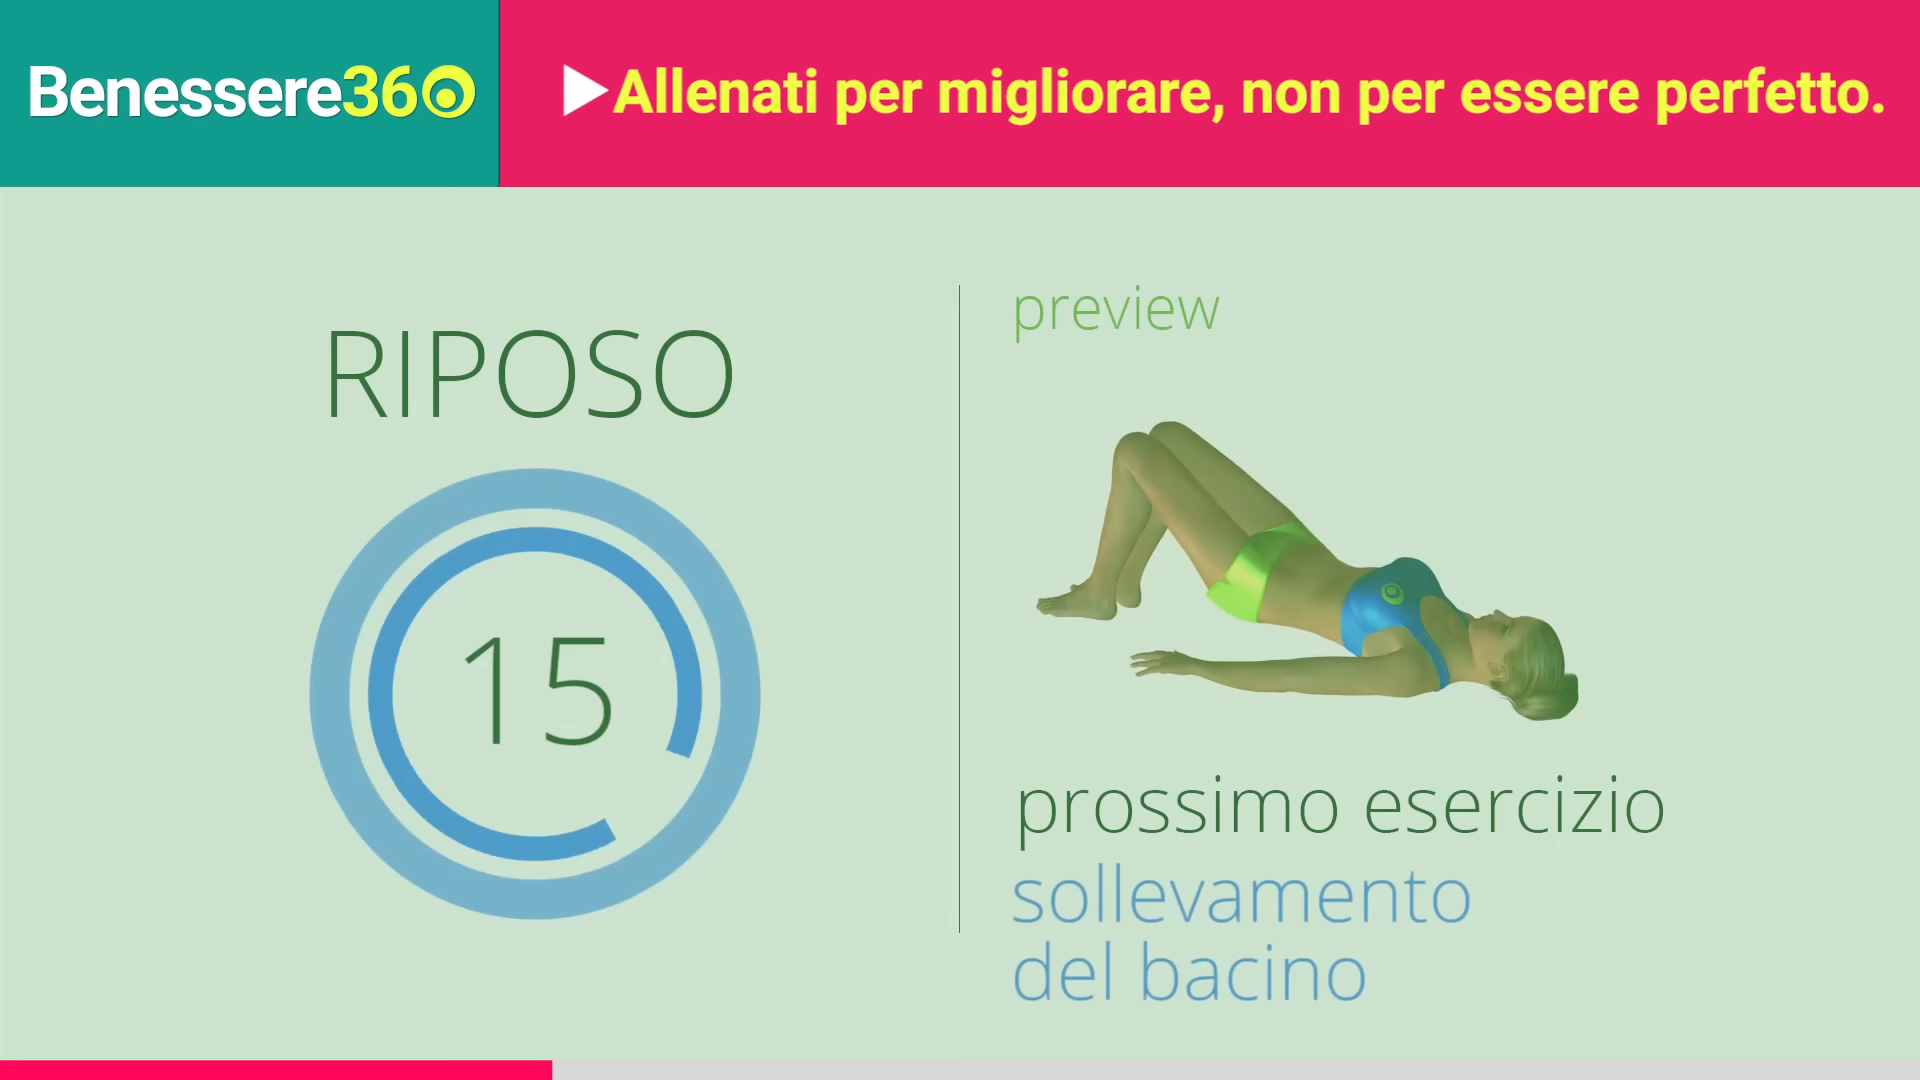 Benessere360
Allenati per migliorare, non per essere perfetto.
RIPOSO
15
preview
prossimo esercizio
sollevamento
del bacino